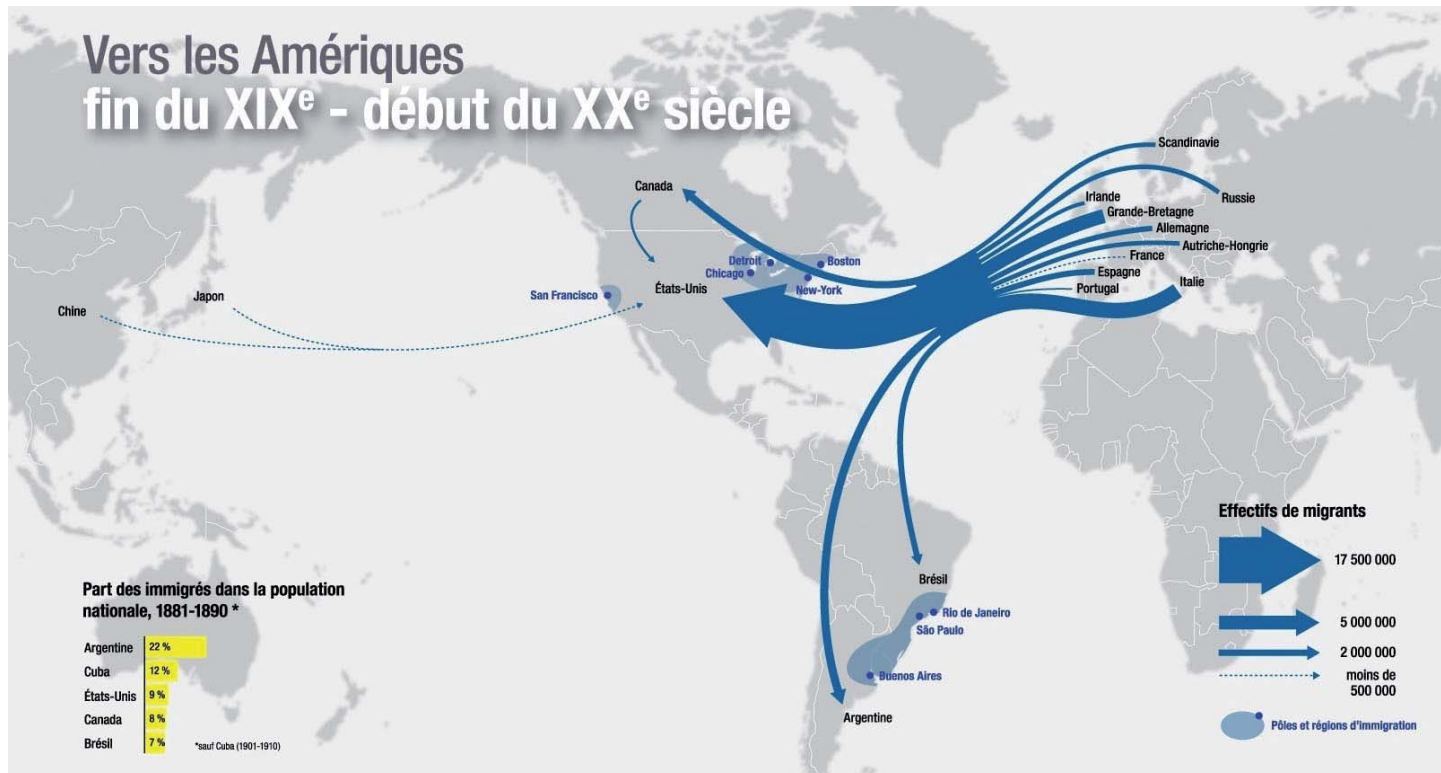 Vers les Amériques
fin du XIXe - début du XXe siècle
Scandinavie
Russie
Irlande
Grande-Bretagne
Allemagne
Autriche-Hongrie
France
Espagne
Portugal
Italie
Canada
Detroit
Boston
Chicago
New-York
États-Unis
San Francisco
Japon
Chine
Brésil
Rio de Janeiro
São Paulo
Buenos Aires
Argentine
Part des immigrés dans la population
nationale, 1881-1890 *
Argentine 22 %
Cuba 12 %
États-Unis 9 %
Canada 8 %
Brésil 7 %
*sauf Cuba (1901-1910)
Effectifs de migrants
17 500 000
5 000 000
2 000 000
moins de
500 000
Pôles et régions d'immigration